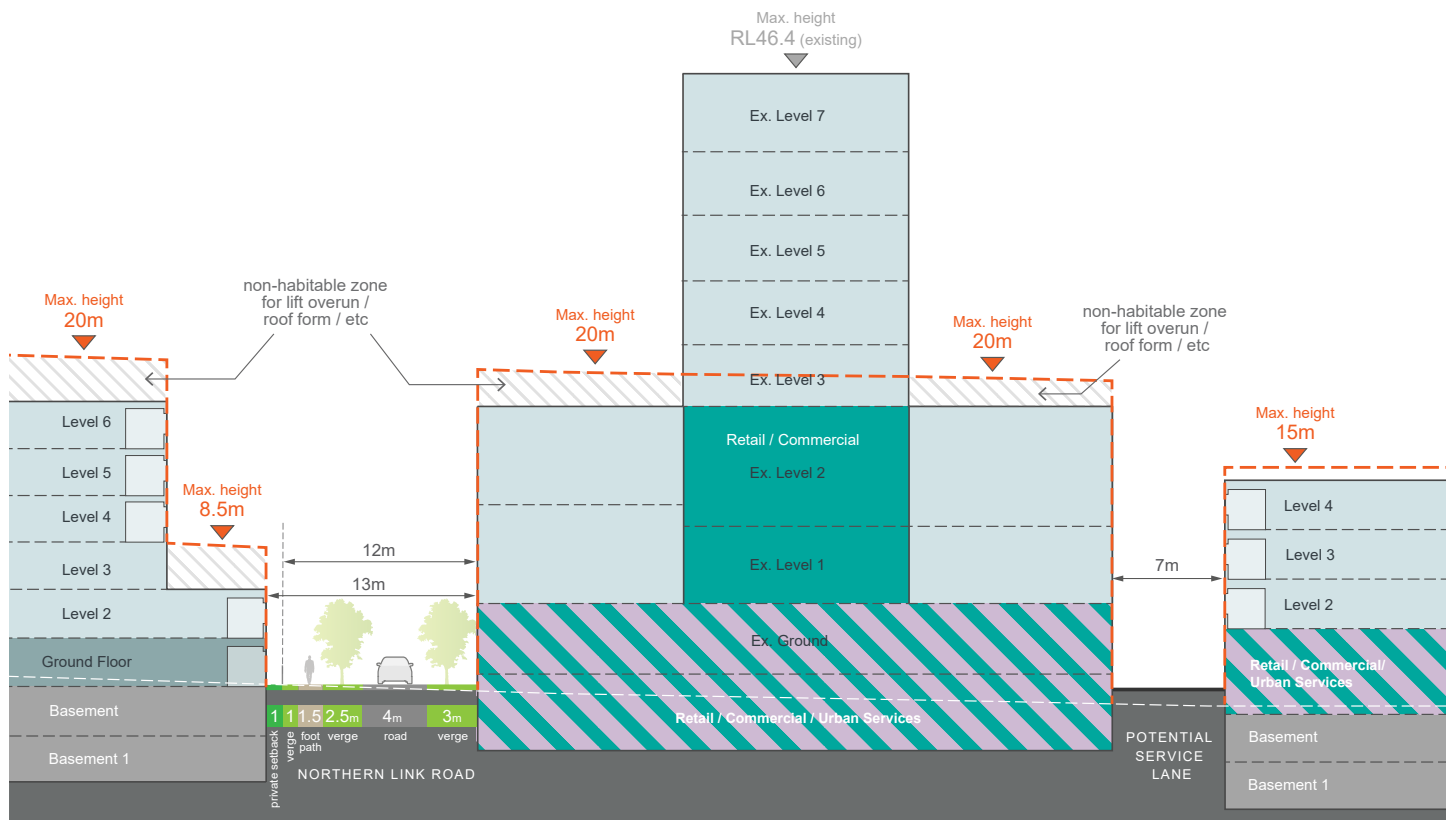 Max. height
RL46.4 (existing)
Ex. Level 7
Ex. Level 6
Ex. Level 5
Ex. Level 4
Ex. Level 3
Max. height
20m
non-habitable zone
for lift overun /
roof form / etc
Max. height
20m
Max. height
20m
non-habitable zone
for lift overun /
roof form / etc
Level 6
Level 5
Level 4
Level 3
Level 2
Ground Floor
Basement
Basement 1
Max. height
8.5m
12m
13m
1
1
1.5
2.5m
4m
3m
private setback
verge
foot
path
verge
road
verge
NORTHERN LINK ROAD
Retail / Commercial
Ex. Level 2
Ex. Level 1
Ex. Ground
Retail / Commercial / Urban Services
7m
POTENTIAL
SERVICE
LANE
Max. height
15m
Level 4
Level 3
Level 2
Retail / Commercial/
Urban Services
Basement
Basement 1